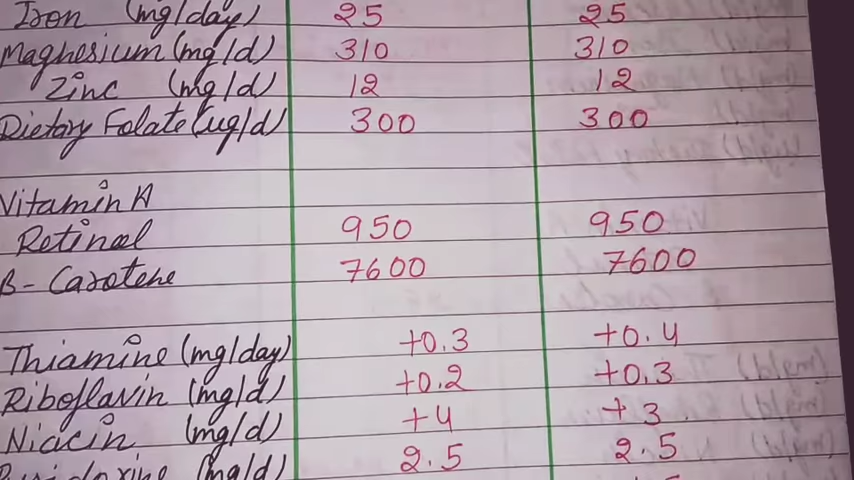 Iron (mg/day) 25 25
Maghesium (mg/d) 310 310
Zinc (mg/d) 12 12
Dietary Folate (ug/d) 300 300
Vitamin A
Retinol 950 950
β- Carotene 7600 7600
Thiamine (mg/day) +0.3 +0.4
Riboflavin (mg/d) +0.2 +0.3
Niacin (mg/d) +4 +3
(mg/d) 2.5 2.5